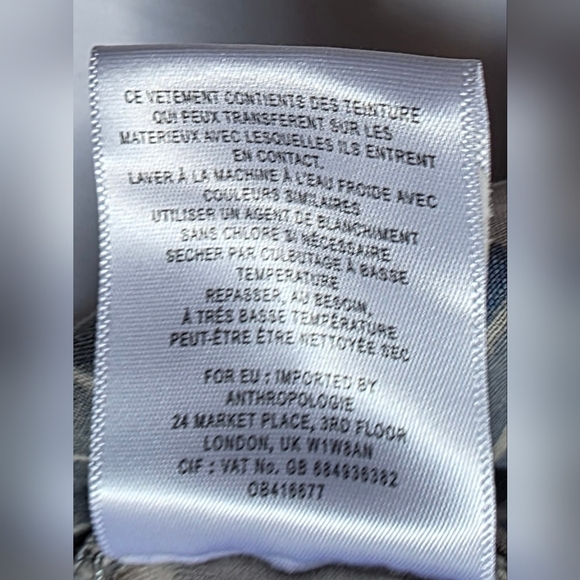 CE VETEMENT CONTIENTS DES TEINTURE
QUI PEUX TRANSFERENT SUR LES
MATERIEUX AVEC LESQUELLES ILS ENTRENT
EN CONTACT.
LAVER À LA MACHINE À L'EAU FROIDE AVEC
COULEURS SIMILAIRES
UTILISER UN AGENT DE BLANCHIMENT
SANS CHLORE SI NÉCESSAIRE
SECHER PAR CULBUTAGE À BASSE
TEMPERATURE
REPASSER, AU BESOIN,
À TRÈS BASSE TEMPÉRATURE
PEUT-ÊTRE ÊTRE NETTOYÉE SEC
FOR EU : IMPORTED BY
ANTHROPOLOGIE
24 MARKET PLACE, 3RD FLOOR
LONDON, UK W1W8AN
CIF : VAT No. GB 684936382
OB416677